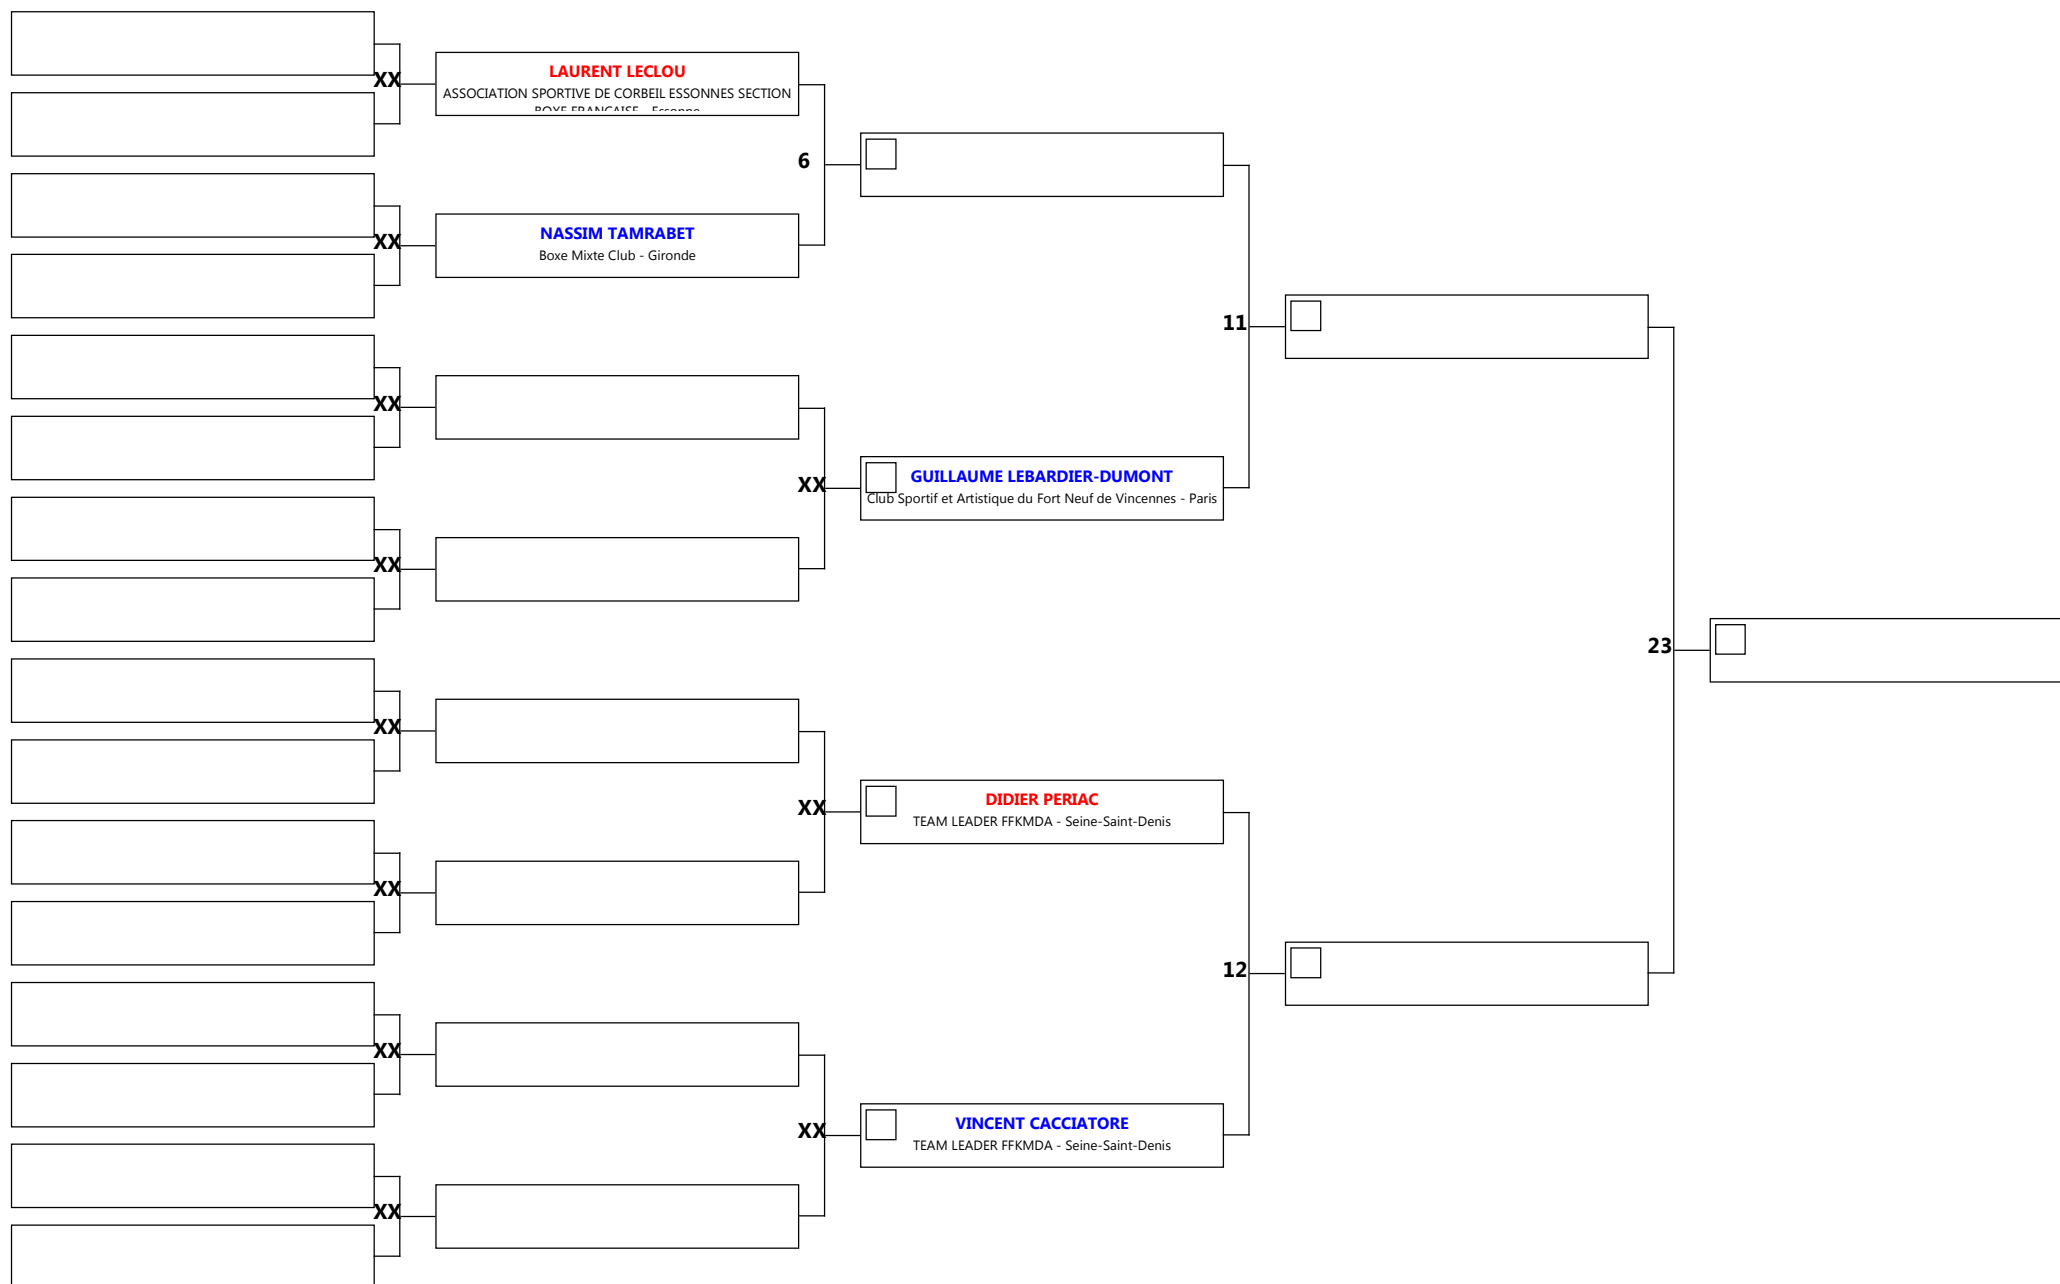 XX
LAURENT LECLOU
ASSOCIATION SPORTIVE DE CORBEIL ESSONNES SECTION
BOXE FRANCAISE - Essonne
6
XX
NASSIM TAMRABET
Boxe Mixte Club - Gironde
11
XX
XX
GUILLAUME LEBARDIER-DUMONT
Club Sportif et Artistique du Fort Neuf de Vincennes - Paris
XX
23
XX
XX
DIDIER PERIAC
TEAM LEADER FFKMDA - Seine-Saint-Denis
XX
12
XX
XX
VINCENT CACCIATORE
TEAM LEADER FFKMDA - Seine-Saint-Denis
XX